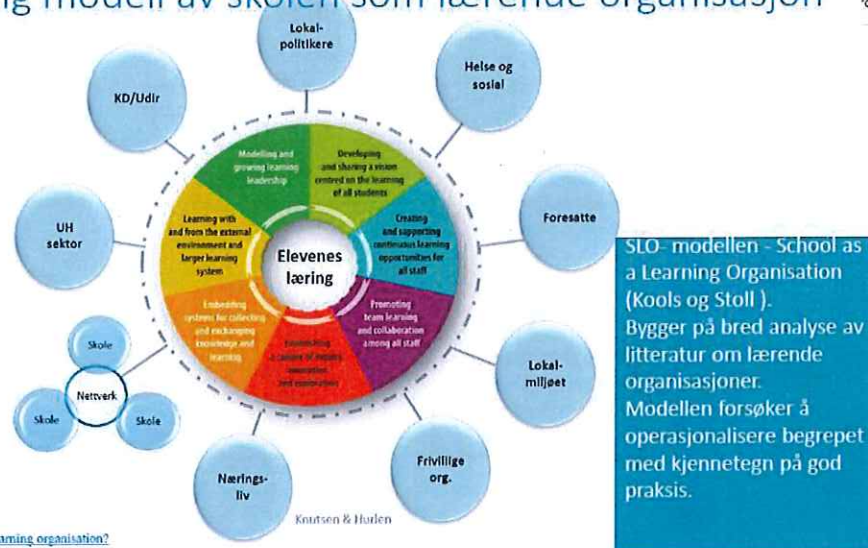 modell av skolen som lærende organisasjon
Lokal-
politikere
Helse og
sosial
KD/Udir
Foresatte
UH
sektor
Lokal-
miljøet
Frivillige
org.
Nærings-
liv
Skole
Nettverk
Skole
Skole
Modelling and
growing learning
leadership
Developing
and sharing a vision
centred on the learning
of all students
Creating
and supporting
continuous learning
opportunities for
all staff
Promoting
team learning
and collaboration
among all staff
Embedding
systems for collecting
and exchanging
knowledge and
learning
Learning with
and from the external
environment and
larger learning
system
Elevenes
læring
Knutsen & Hurlen
SLO- modellen - School as
a Learning Organisation
(Kools og Stoll ).
Bygger på bred analyse av
litteratur om lærende
organisasjoner.
Modellen forsøker å
operasjonalisere begrepet
med kjennetegn på god
praksis.
organisation?